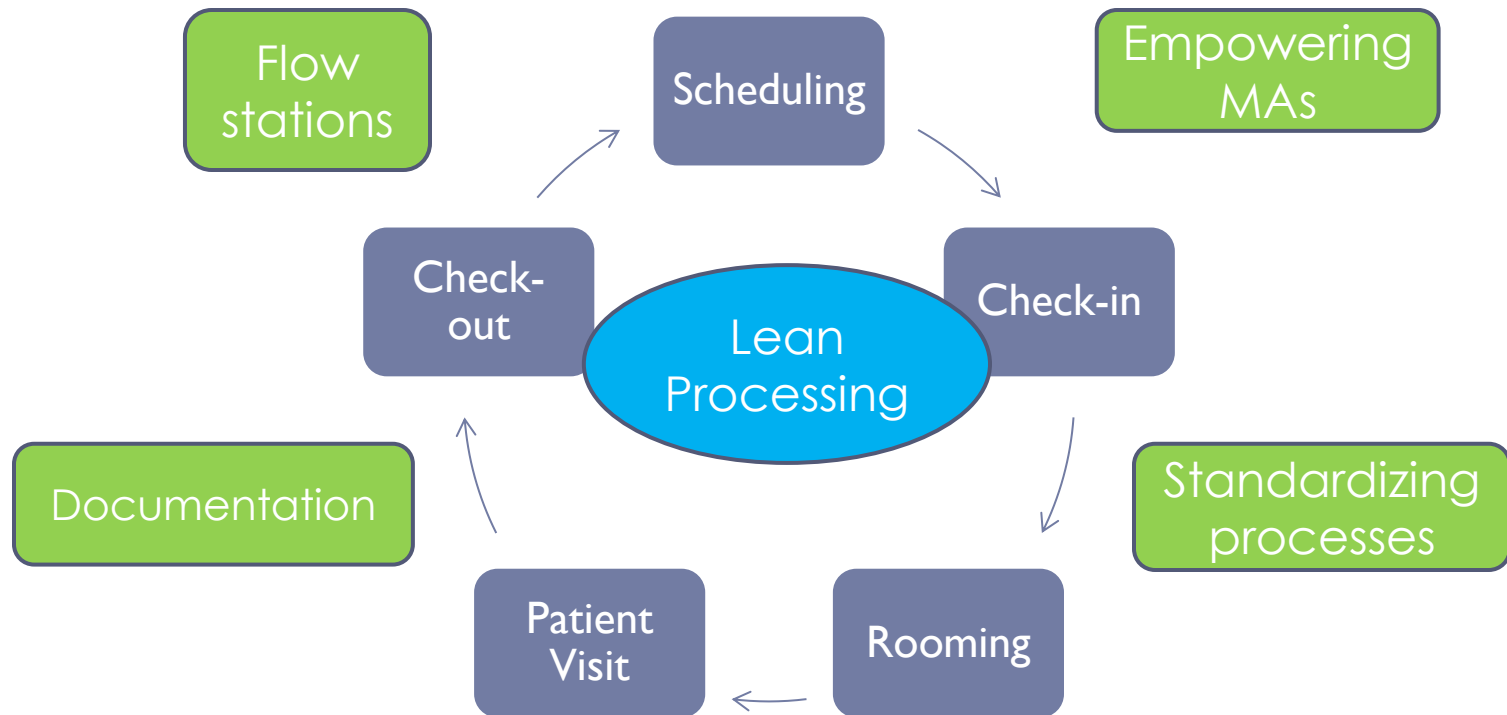 Flow
stations
Scheduling
Empowering
MAs
Check-
out
Lean
Processing
Check-in
Documentation
Standardizing
processes
Patient
Visit
Rooming